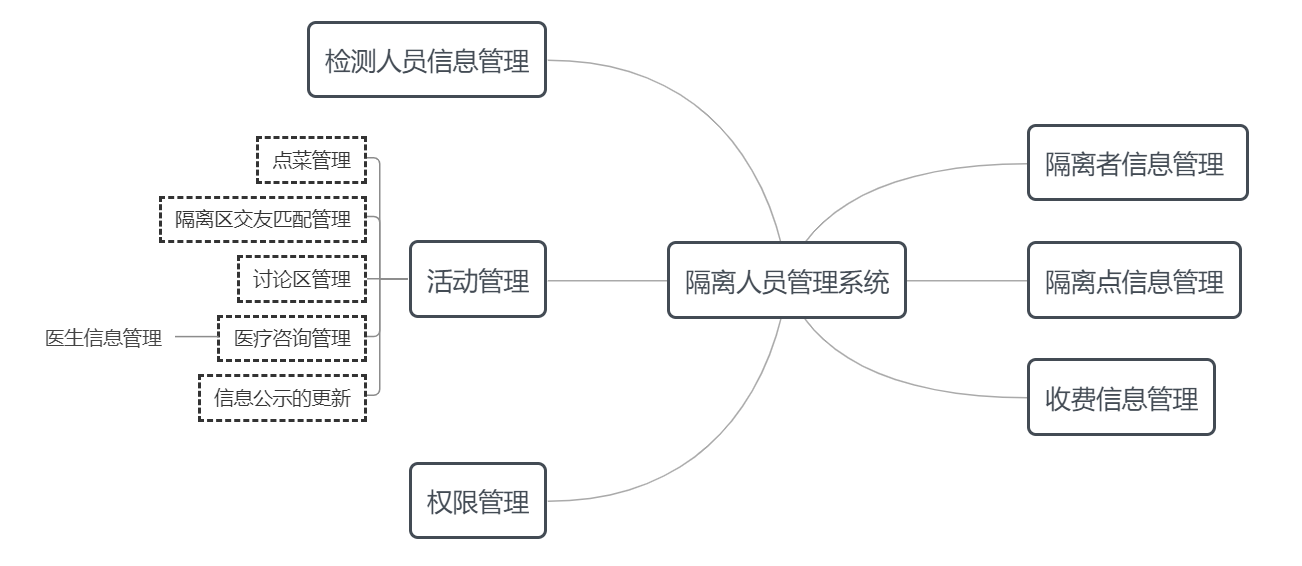 检测人员信息管理
点菜管理
隔离区交友匹配管理
讨论区管理
医生信息管理
医疗咨询管理
信息公示的更新
活动管理
权限管理
隔离人员管理系统
隔离者信息管理
隔离点信息管理
收费信息管理